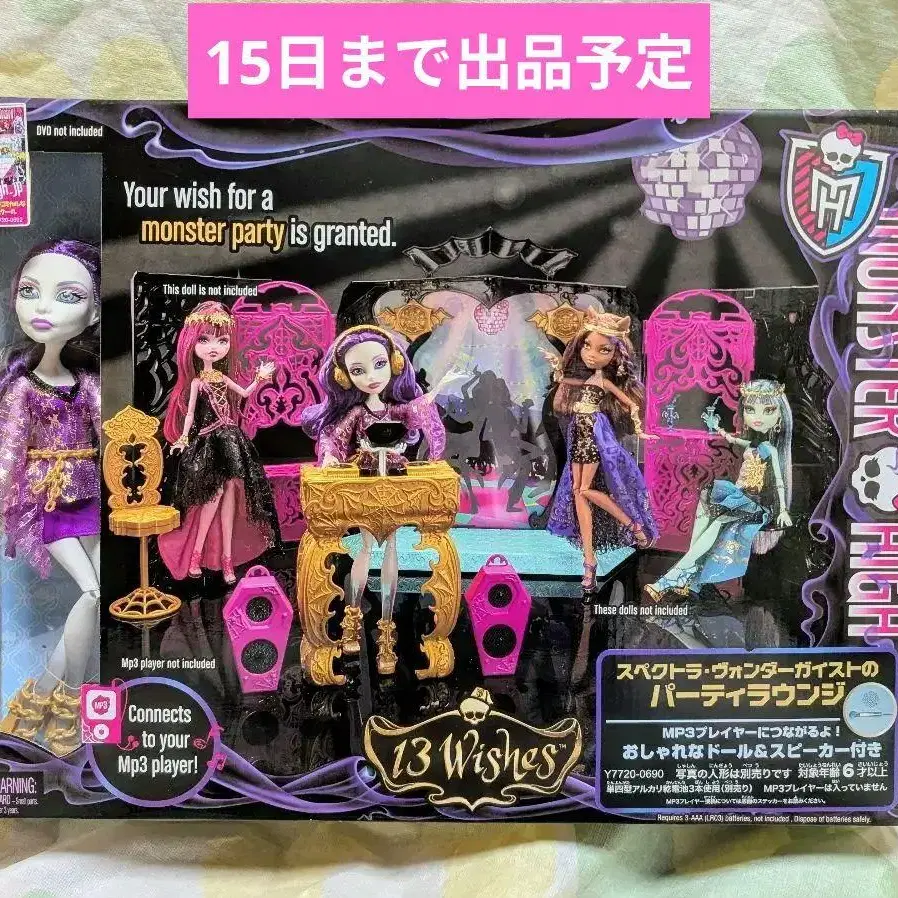 15日まで出品予定
DVD not included
Your wish for a
monster party is granted.
This doll is not included
MONSTER HIGH
These dolls not included
Mp3 player not included
MP3
Connects
to your
Mp3 player!
13 Wishes™
スペクトラ・ヴォンダーガイストの
パーティラウンジ
MP3プレイヤーにつながるよ!
おしゃれなドール&スピーカー付き
Y7720-0690 写真の人形は別売りです 対象年齢6才以上
単四型アルカリ乾電池3本使用(別売り) MP3プレイヤーは入っていません
Requires 3-AAA (LR03) batteries, not included. Dispose of batteries safely.
WARNING:
Small parts.